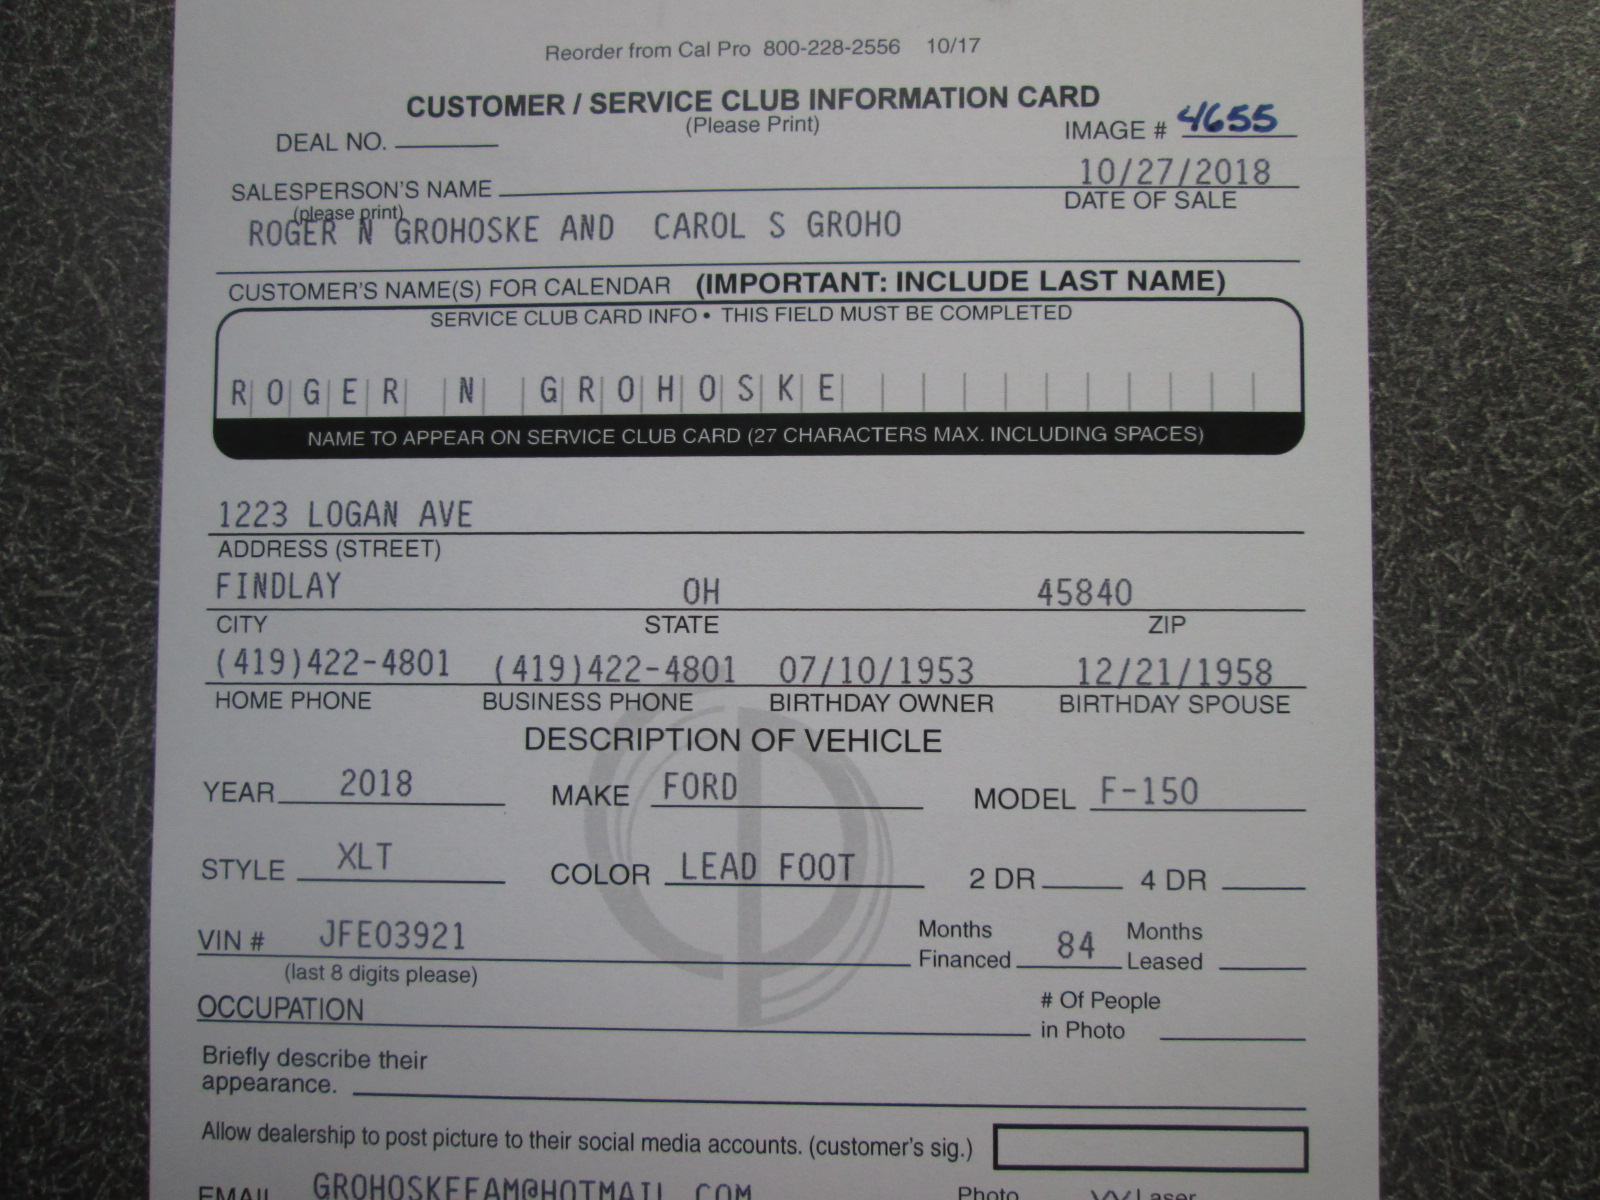 Reorder from Cal Pro 800-228-2556 10/17
CUSTOMER / SERVICE CLUB INFORMATION CARD
(Please Print)
DEAL NO.
IMAGE # 4655
10/27/2018
SALESPERSON'S NAME
DATE OF SALE
(please print)
ROGER N GROHOSKE AND CAROL S GROHO
CUSTOMER'S NAME(S) FOR CALENDAR (IMPORTANT: INCLUDE LAST NAME)
SERVICE CLUB CARD INFO • THIS FIELD MUST BE COMPLETED
ROGER N GROHOSKE
NAME TO APPEAR ON SERVICE CLUB CARD (27 CHARACTERS MAX. INCLUDING SPACES)
1223 LOGAN AVE
ADDRESS (STREET)
FINDLAY OH 45840
CITY STATE ZIP
(419)422-4801 (419)422-4801 07/10/1953 12/21/1958
HOME PHONE BUSINESS PHONE BIRTHDAY OWNER BIRTHDAY SPOUSE
DESCRIPTION OF VEHICLE
YEAR 2018 MAKE FORD MODEL F-150
STYLE XLT COLOR LEAD FOOT 2 DR 4 DR
VIN # JFE03921 Months Financed 84 Months Leased
(last 8 digits please)
OCCUPATION # Of People in Photo
Briefly describe their
appearance.
Allow dealership to post picture to their social media accounts. (customer's sig.)
EMAIL GROHOSKEFAM@HOTMAIL.COM Photo Laser